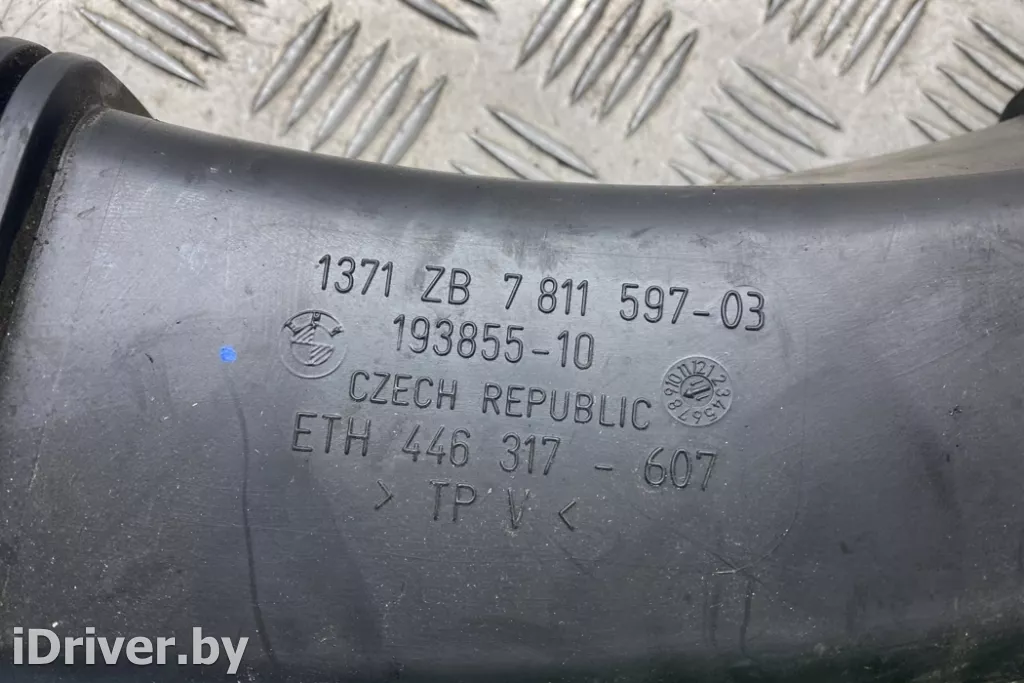 1371 ZB 7 811 597-03
193855-10
CZECH REPUBLIC
ETH 446 317 - 607
> TP V <
iDriver.by